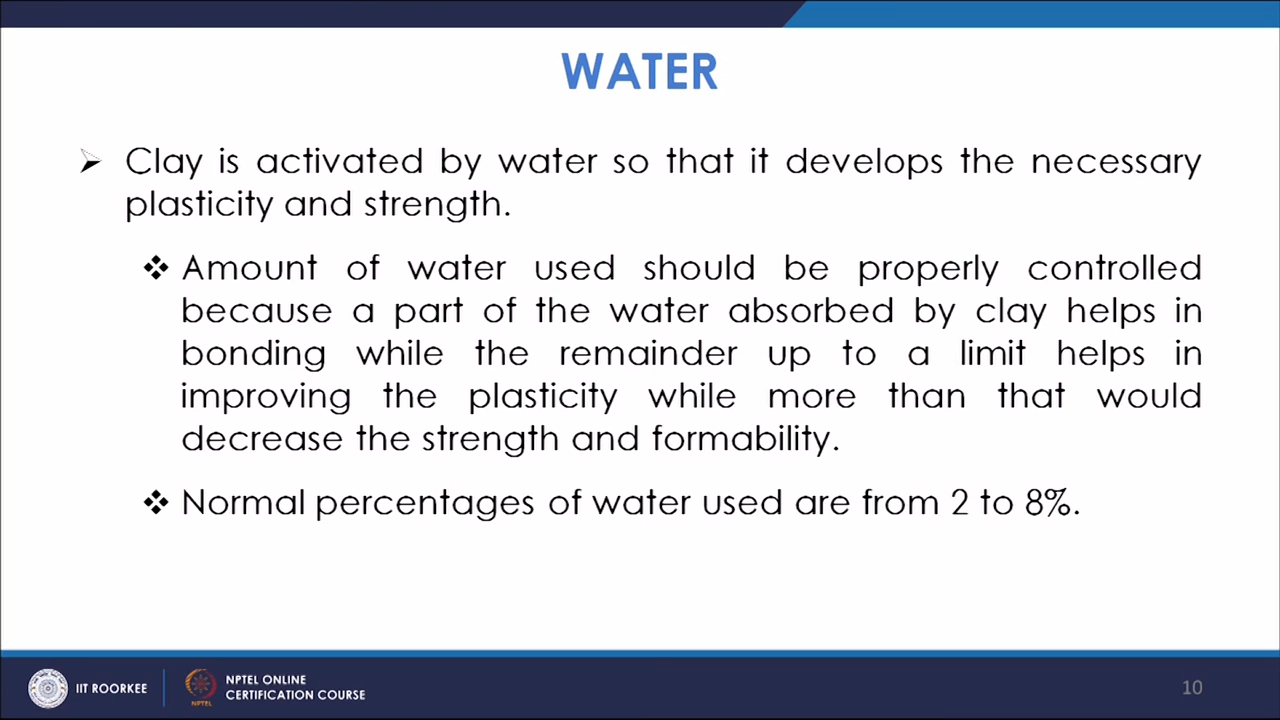 WATER
Clay is activated by water so that it develops the necessary
plasticity and strength.
Amount of water used should be properly controlled
because a part of the water absorbed by clay helps in
bonding while the remainder up to a limit helps in
improving the plasticity while more than that would
decrease the strength and formability.
Normal percentages of water used are from 2 to 8%.
IIT ROORKEE
NPTEL
NPTEL ONLINE
CERTIFICATION COURSE
10